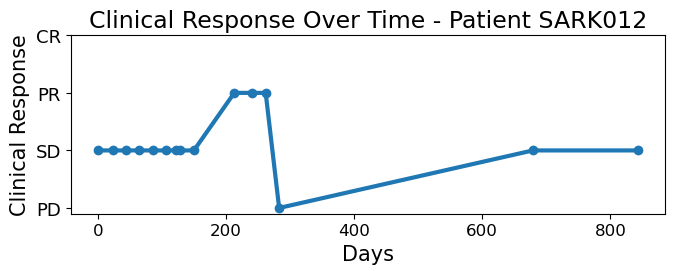 Clinical Response Over Time - Patient SARK012
Clinical Response
CR
PR
SD
PD
0 200 400 600 800
Days